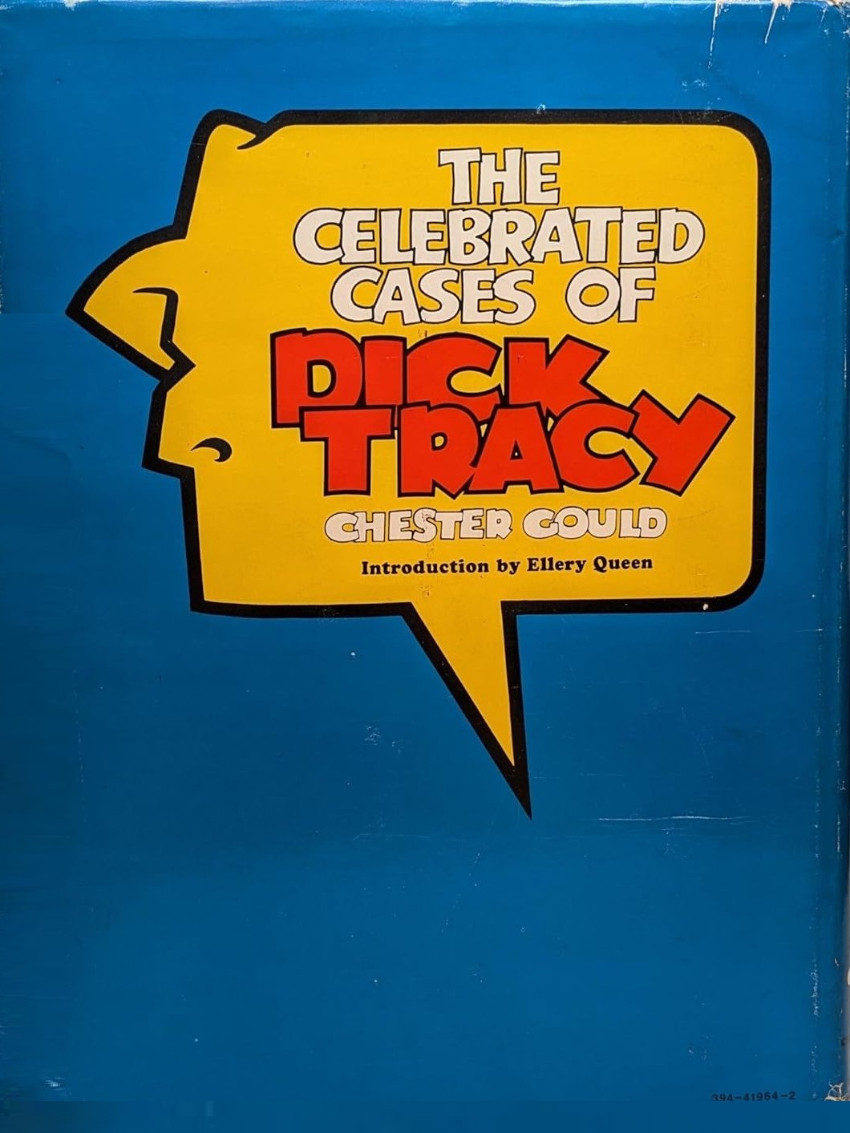 THE
CELEBRATED
CASES OF
DICK
TRACY
CHESTER GOULD
Introduction by Ellery Queen
394-41964-2